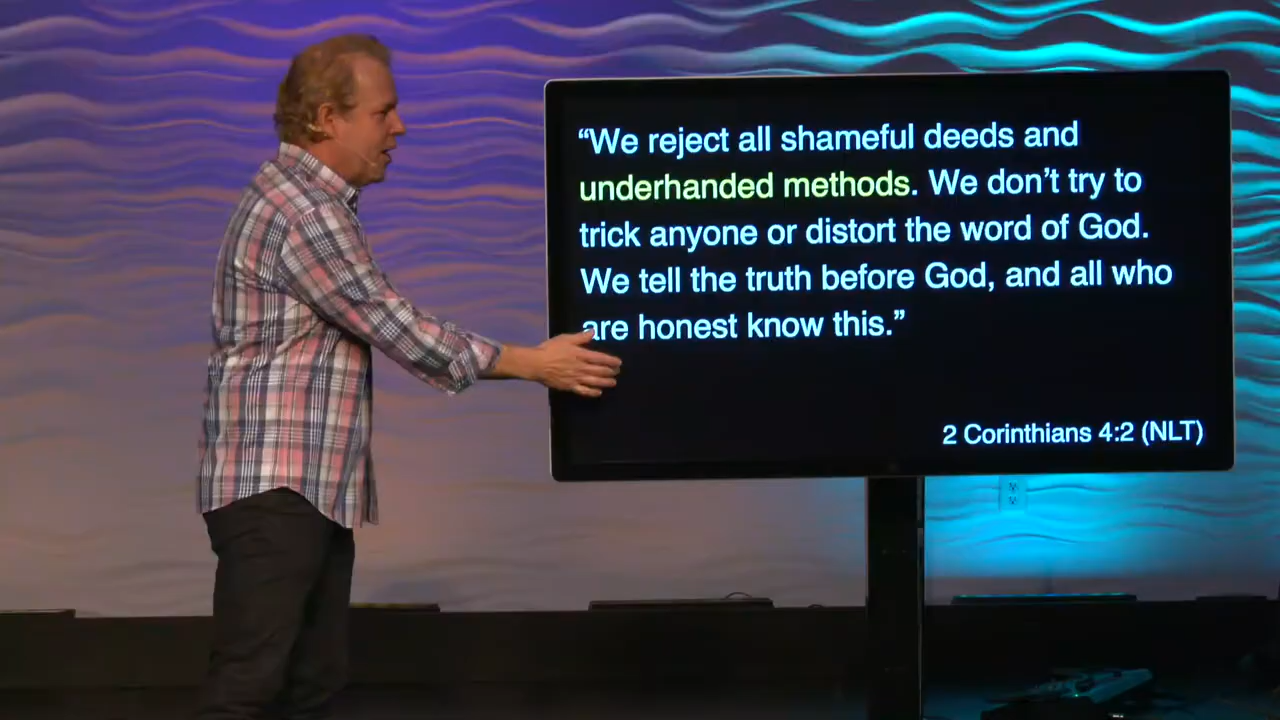 “We reject all shameful deeds and
underhanded methods. We don’t try to
trick anyone or distort the word of God.
We tell the truth before God, and all who
are honest know this.”
2 Corinthians 4:2 (NLT)